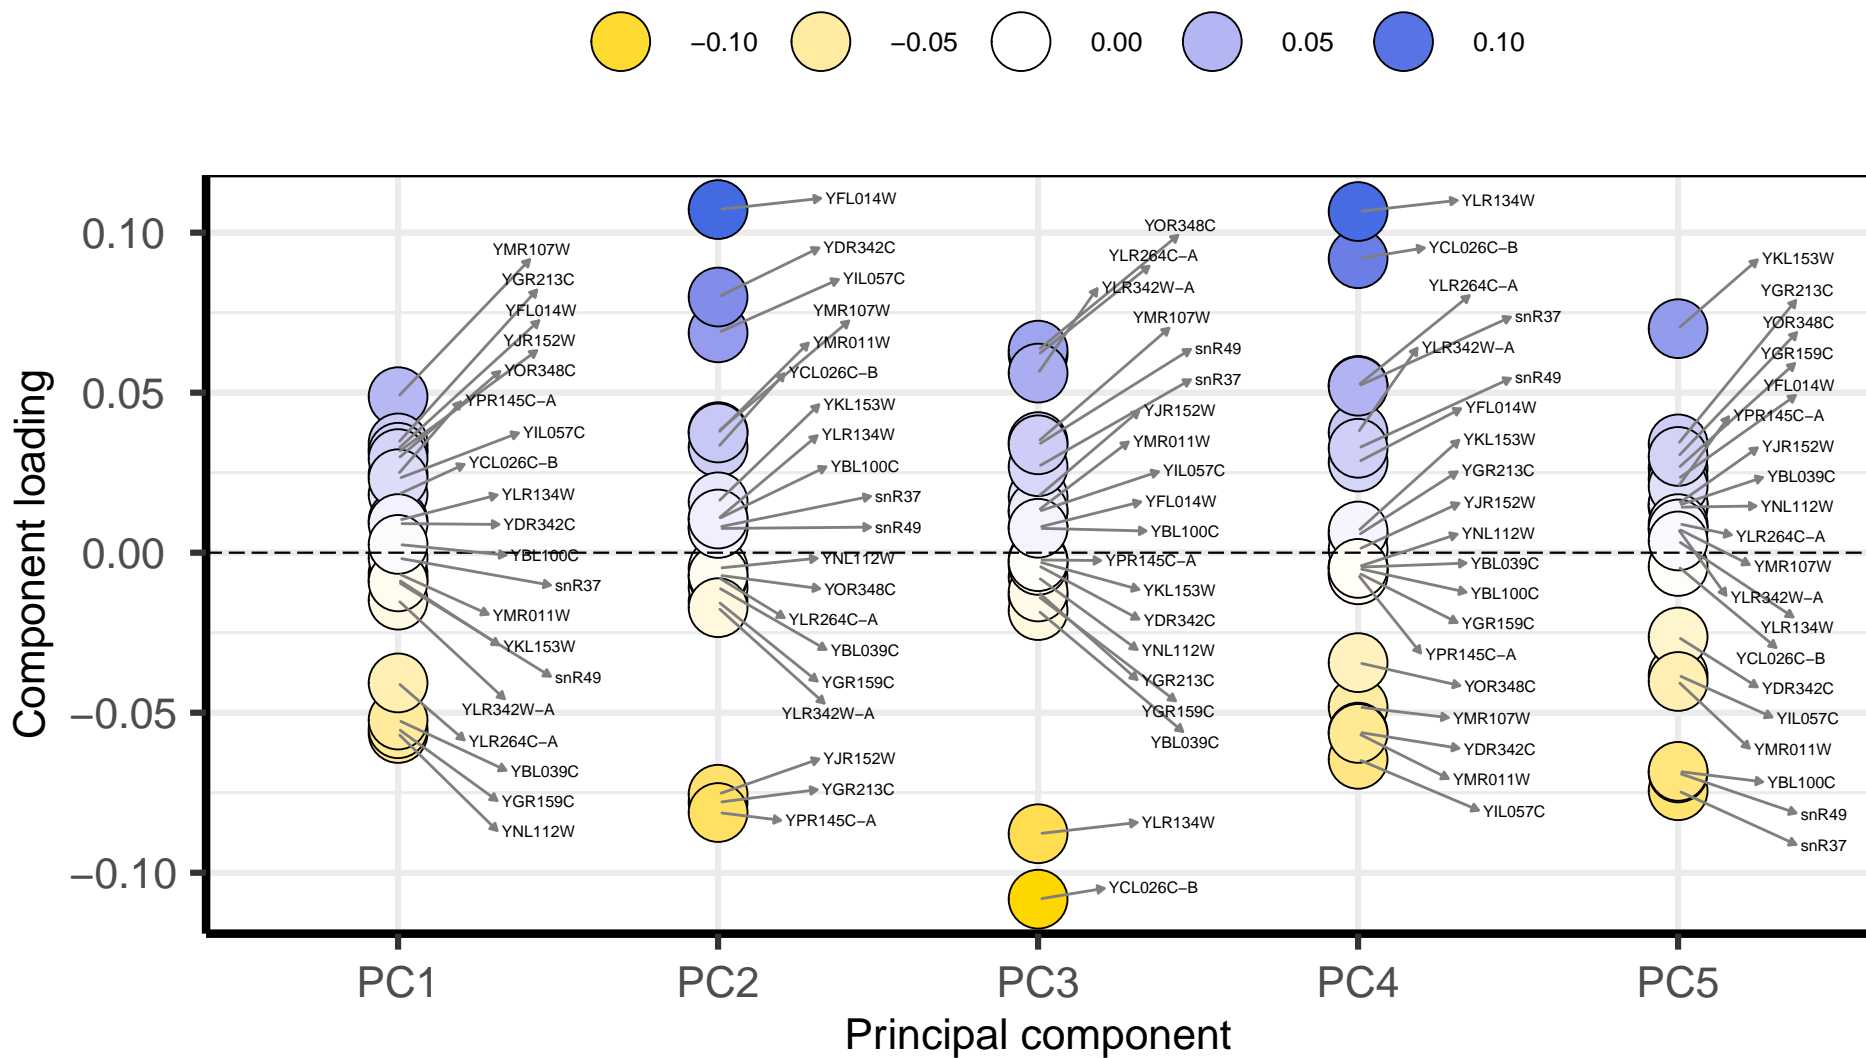 −0.10 −0.05 0.00 0.05 0.10
Component loading
0.10
0.05
0.00
−0.05
−0.10
YMR107W
YGR213C
YFL014W
YJR152W
YOR348C
YPR145C−A
YIL057C
YCL026C−B
YLR134W
YDR342C
YBL100C
snR37
YMR011W
YKL153W
snR49
YLR342W−A
YLR264C−A
YBL039C
YGR159C
YNL112W
YFL014W
YDR342C
YIL057C
YMR107W
YMR011W
YCL026C−B
YKL153W
YLR134W
YBL100C
snR37
snR49
YNL112W
YOR348C
YLR264C−A
YBL039C
YGR159C
YLR342W−A
YJR152W
YGR213C
YPR145C−A
YOR348C
YLR264C−A
YLR342W−A
YMR107W
snR49
snR37
YJR152W
YMR011W
YIL057C
YFL014W
YBL100C
YPR145C−A
YKL153W
YDR342C
YNL112W
YGR213C
YGR159C
YBL039C
YLR134W
YCL026C−B
YLR134W
YCL026C−B
YLR264C−A
snR37
YLR342W−A
snR49
YFL014W
YKL153W
YGR213C
YJR152W
YNL112W
YBL039C
YBL100C
YGR159C
YPR145C−A
YOR348C
YMR107W
YDR342C
YMR011W
YIL057C
YKL153W
YGR213C
YOR348C
YGR159C
YFL014W
YPR145C−A
YJR152W
YBL039C
YNL112W
YLR264C−A
YMR107W
YLR342W−A
YLR134W
YCL026C−B
YDR342C
YIL057C
YMR011W
YBL100C
snR49
snR37
PC1 PC2 PC3 PC4 PC5
Principal component